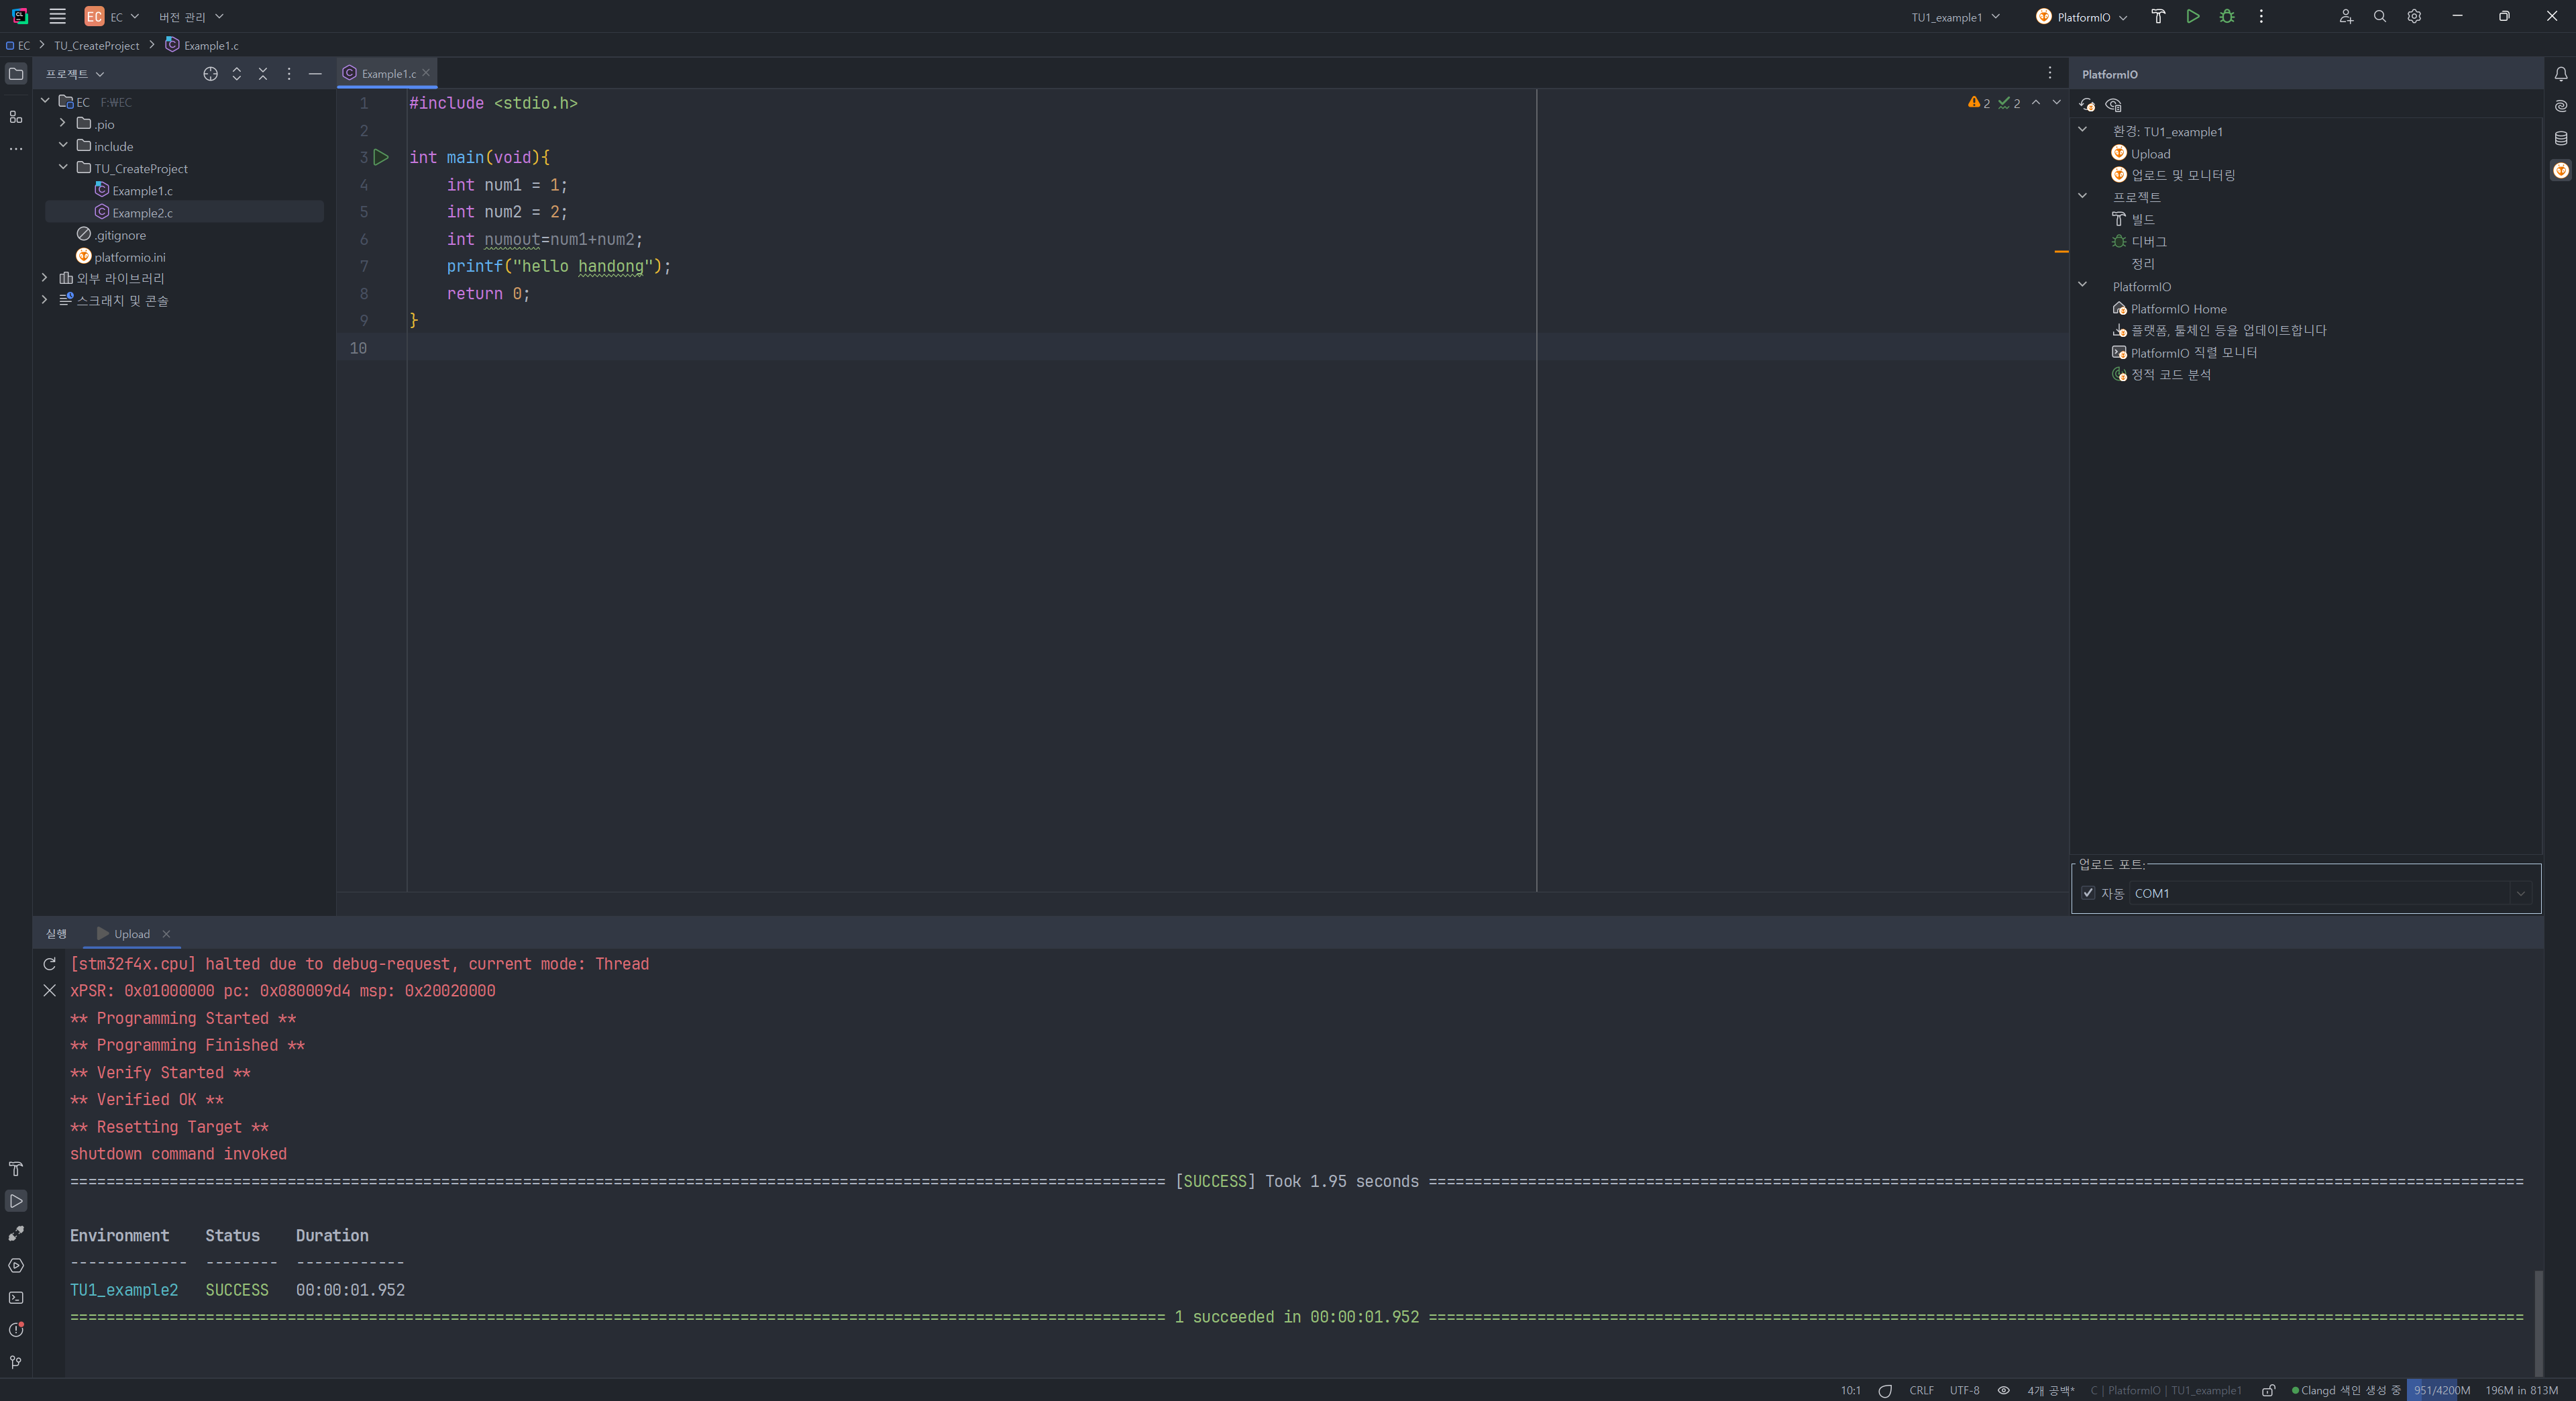 EC EC 버전 관리 TU1_example1 PlatformIO
EC TU_CreateProject Example1.c
프로젝트
EC F:₩EC
.pio
include
TU_CreateProject
Example1.c
Example2.c
.gitignore
platformio.ini
외부 라이브러리
스크래치 및 콘솔
Example1.c
2 2
1 #include <stdio.h>
2
3 int main(void){
4 int num1 = 1;
5 int num2 = 2;
6 int numout=num1+num2;
7 printf("hello handong");
8 return 0;
9 }
10
PlatformIO
환경: TU1_example1
Upload
업로드 및 모니터링
프로젝트
빌드
디버그
정리
PlatformIO
PlatformIO Home
플랫폼, 툴체인 등을 업데이트합니다
PlatformIO 직렬 모니터
정적 코드 분석
업로드 포트:
자동 COM1
실행 Upload
[stm32f4x.cpu] halted due to debug-request, current mode: Thread
xPSR: 0x01000000 pc: 0x080009d4 msp: 0x20020000
** Programming Started **
** Programming Finished **
** Verify Started **
** Verified OK **
** Resetting Target **
shutdown command invoked
[SUCCESS] Took 1.95 seconds
Environment Status Duration
------------- -------- ------------
TU1_example2 SUCCESS 00:00:01.952
1 succeeded in 00:00:01.952
10:1 CRLF UTF-8 4개 공백* C | PlatformIO | TU1_example1 Clangd 색인 생성 중 951/4200M 196M in 813M